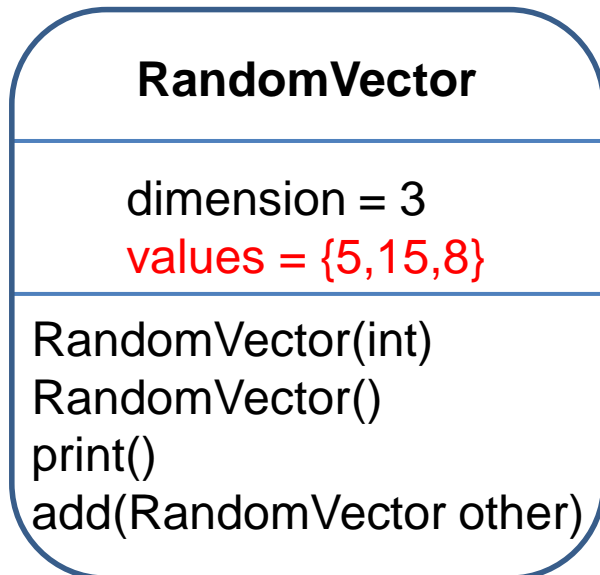 RandomVector
dimension = 3
values = {5,15,8}
RandomVector(int)
RandomVector()
print()
add(RandomVector other)